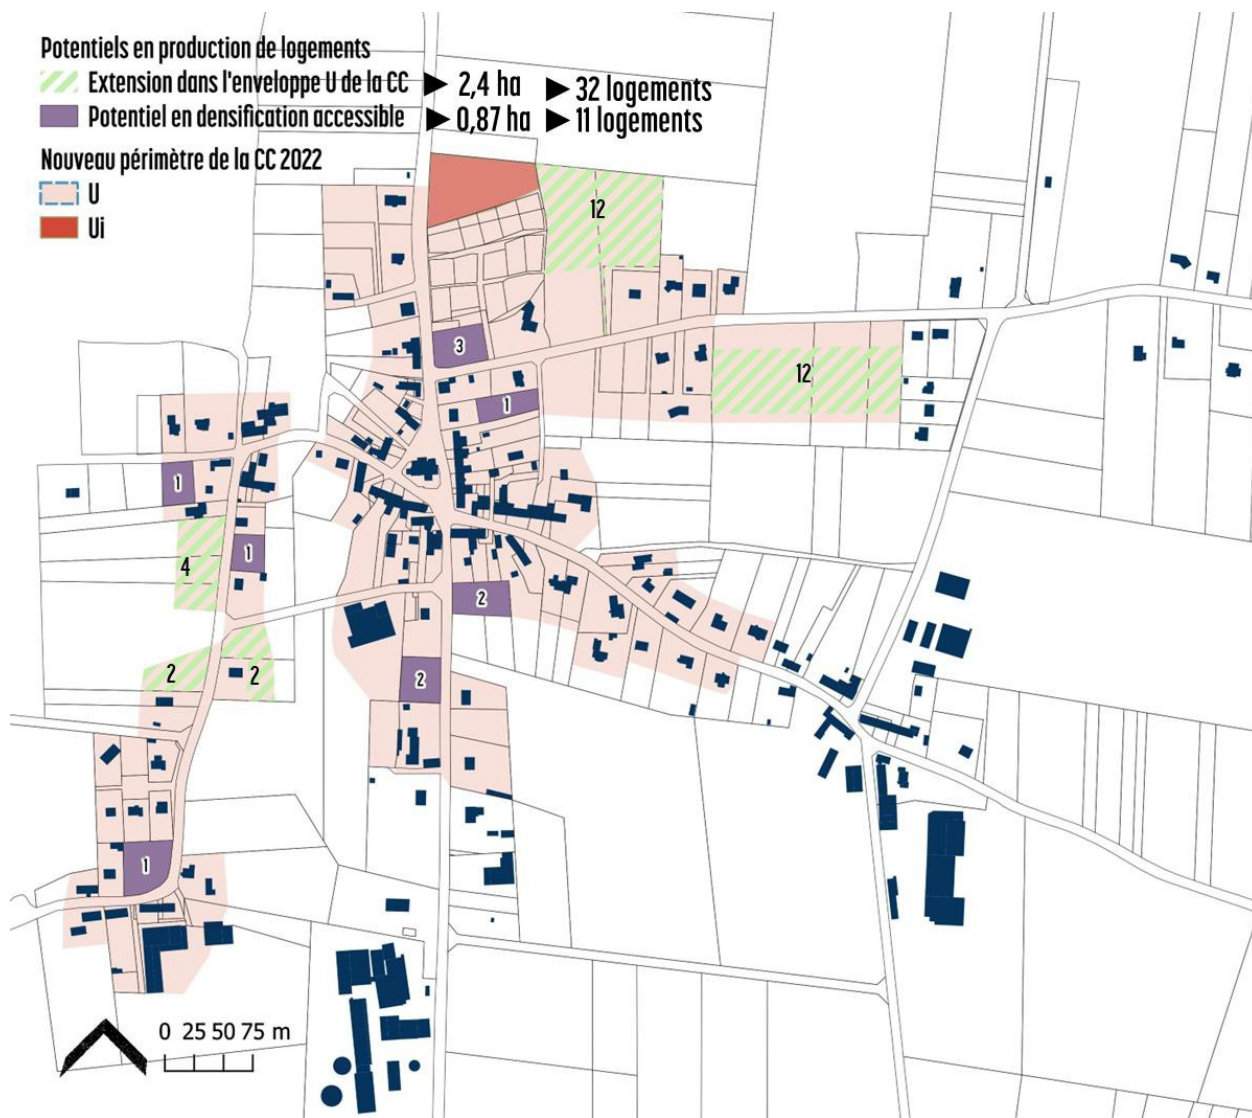 Potentiels en production de logements
Extension dans l'enveloppe U de la CC ▶ 2,4 ha ▶ 32 logements
Potentiel en densification accessible ▶ 0,87 ha ▶ 11 logements
Nouveau périmètre de la CC 2022
U
Ui
12
3
12
1
1
1
4
2
2
2
2
1
0 25 50 75 m